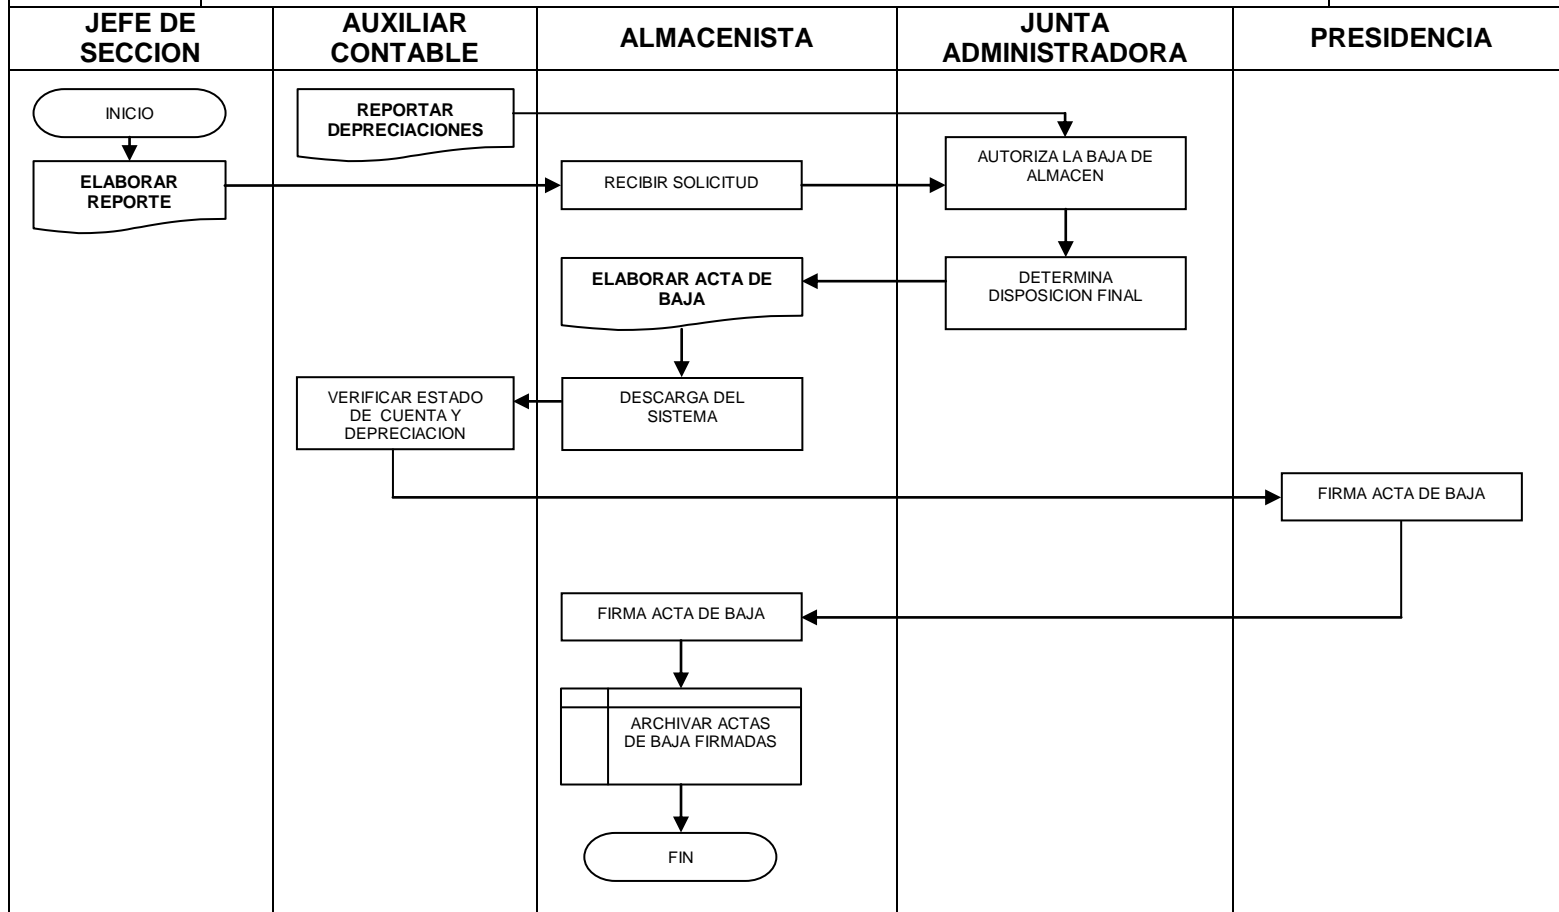 JEFE DE
SECCION
AUXILIAR
CONTABLE
ALMACENISTA
JUNTA
ADMINISTRADORA
PRESIDENCIA
INICIO
REPORTAR
DEPRECIACIONES
AUTORIZA LA BAJA DE
ALMACEN
ELABORAR
REPORTE
RECIBIR SOLICITUD
ELABORAR ACTA DE
BAJA
DETERMINA
DISPOSICION FINAL
VERIFICAR ESTADO
DE CUENTA Y
DEPRECIACION
DESCARGA DEL
SISTEMA
FIRMA ACTA DE BAJA
FIRMA ACTA DE BAJA
ARCHIVAR ACTAS
DE BAJA FIRMADAS
FIN